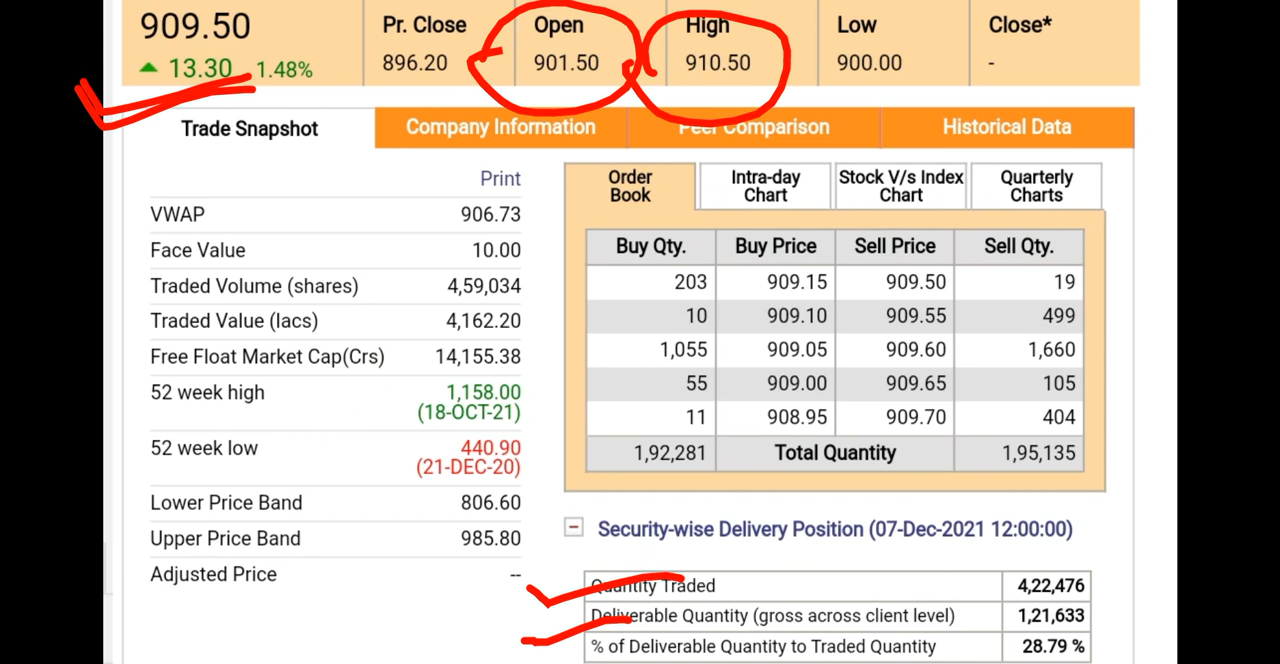 909.50
13.30 1.48%
Pr. Close Open High Low Close*
896.20 901.50 910.50 900.00 -
Trade Snapshot Company Information Peer Comparison Historical Data
Print
VWAP 906.73
Face Value 10.00
Traded Volume (shares) 4,59,034
Traded Value (lacs) 4,162.20
Free Float Market Cap(Crs) 14,155.38
52 week high 1,158.00
(18-OCT-21)
52 week low 440.90
(21-DEC-20)
Lower Price Band 806.60
Upper Price Band 985.80
Adjusted Price --
Order
Book
Intra-day
Chart
Stock V/s Index
Chart
Quarterly
Charts
Buy Qty. Buy Price Sell Price Sell Qty.
203 909.15 909.50 19
10 909.10 909.55 499
1,055 909.05 909.60 1,660
55 909.00 909.65 105
11 908.95 909.70 404
1,92,281 Total Quantity 1,95,135
Security-wise Delivery Position (07-Dec-2021 12:00:00)
Quantity Traded 4,22,476
Deliverable Quantity (gross across client level) 1,21,633
% of Deliverable Quantity to Traded Quantity 28.79 %